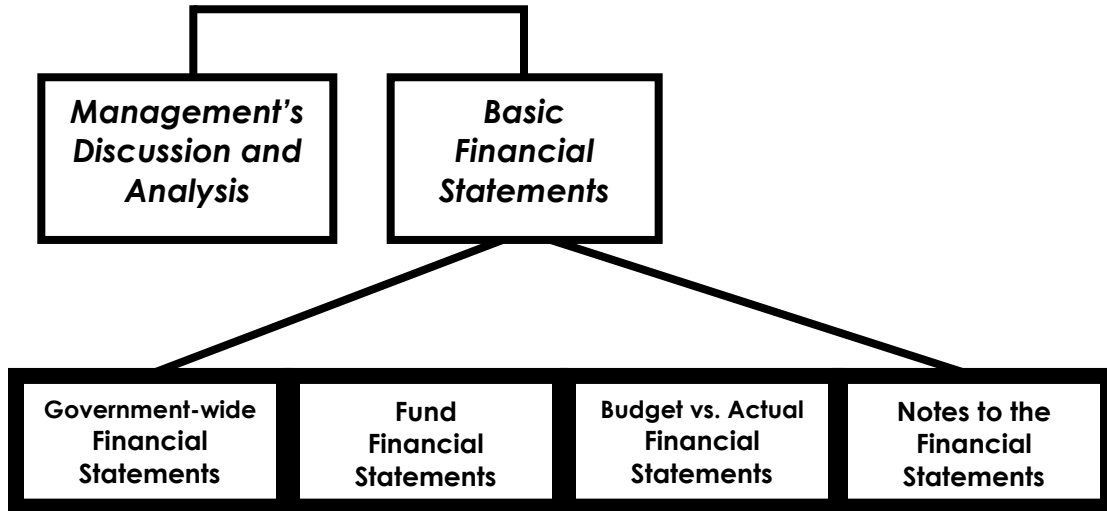 Management’s
Discussion and
Analysis
Basic
Financial
Statements
Government-wide
Financial
Statements
Fund
Financial
Statements
Budget vs. Actual
Financial
Statements
Notes to the
Financial
Statements